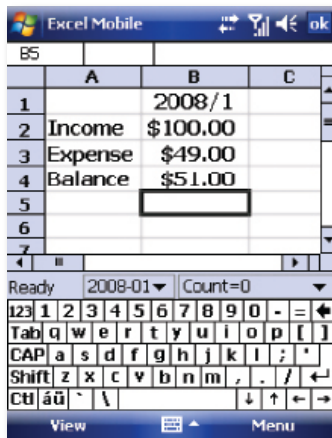 Excel Mobile ok
B5
A B C
1 2008/1
2 Income $100.00
3 Expense $49.00
4 Balance $51.00
5
6
7
Ready 2008-01 Count=0
123 1 2 3 4 5 6 7 8 9 0 - =
Tab q w e r t y u i o p [ ]
CAP a s d f g h j k l ; '
Shift z x c v b n m , . /
Ctl áü ` \
View Menu